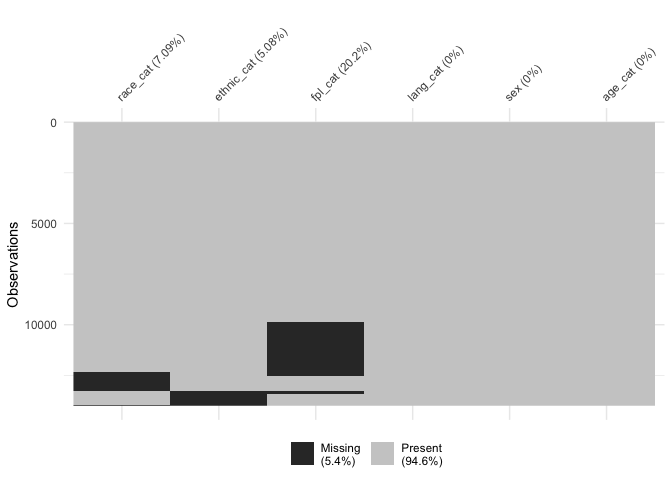 race_cat (7.09%)
ethnic_cat (5.08%)
fpl_cat (20.2%)
lang_cat (0%)
sex (0%)
age_cat (0%)
0
5000
10000
Observations
Missing
(5.4%)
Present
(94.6%)